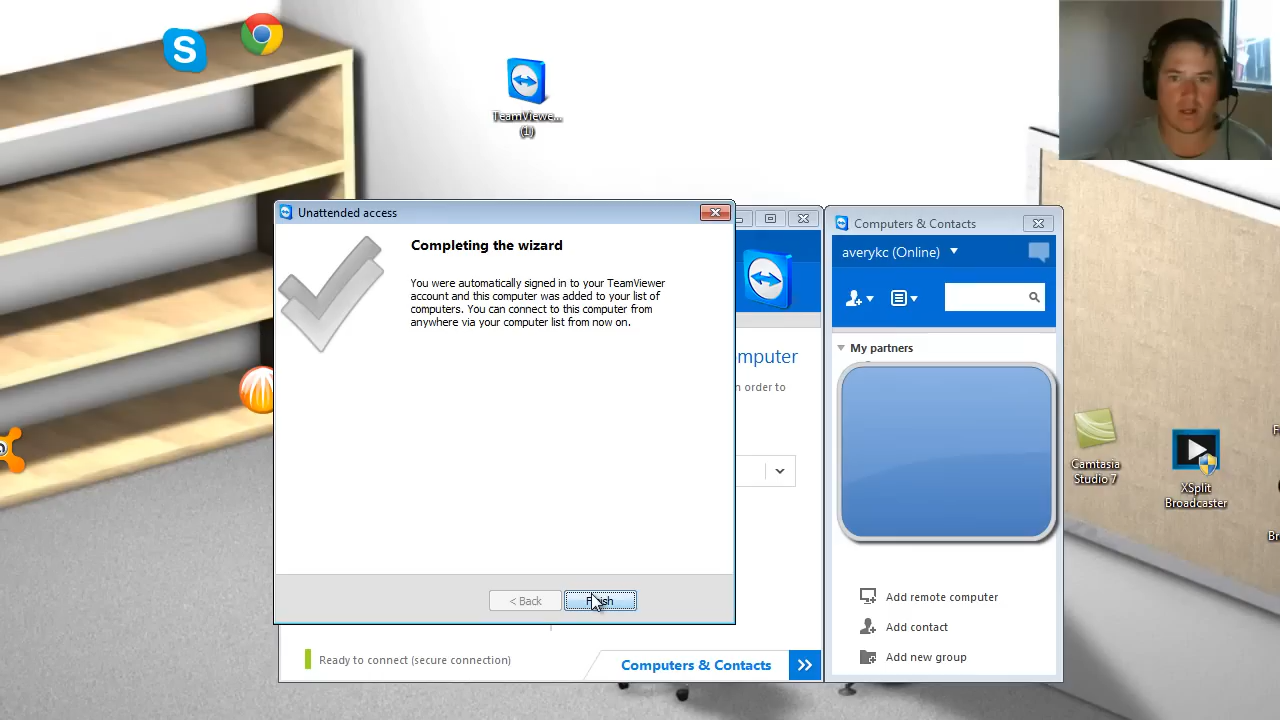 TeamViewe...
(1)
Unattended access
Completing the wizard
You were automatically signed in to your TeamViewer
account and this computer was added to your list of
computers. You can connect to this computer from
anywhere via your computer list from now on.
< Back
mputer
n order to
Ready to connect (secure connection)
Computers & Contacts
Computers & Contacts
averykc (Online)
My partners
Add remote computer
Add contact
Add new group
Camtasia
Studio 7
XSplit
Broadcaster
F
Br